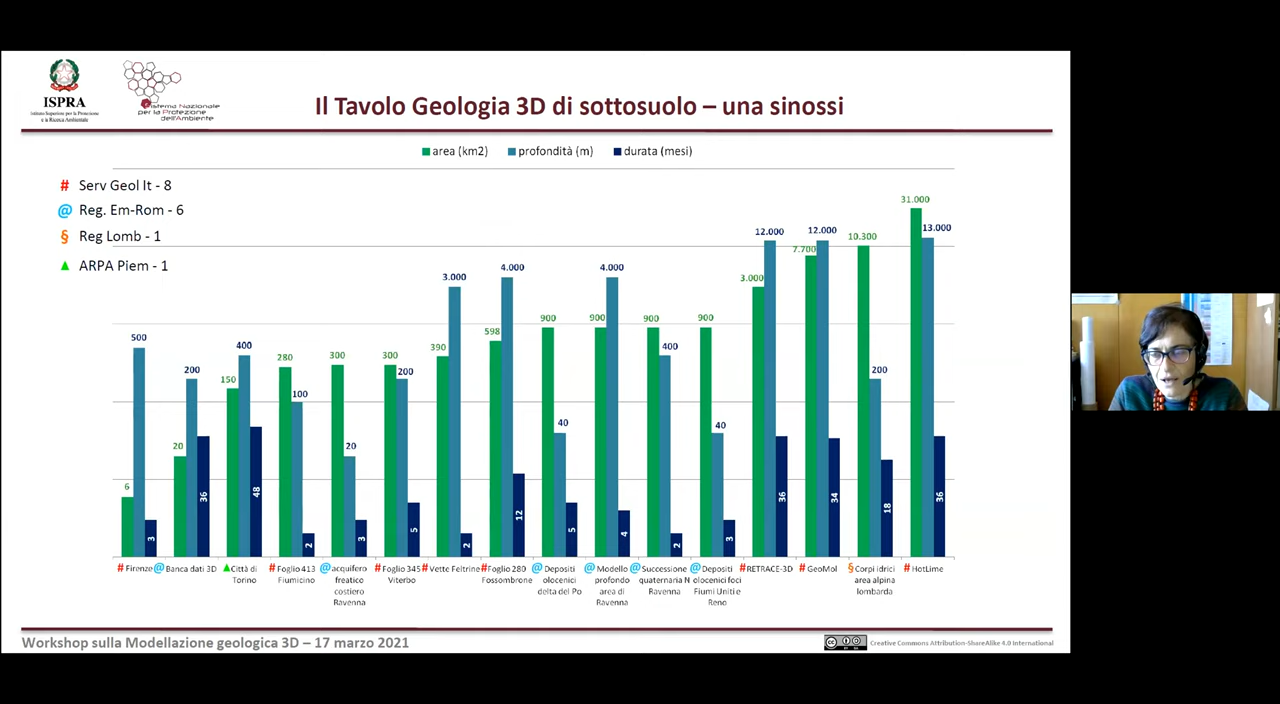 ISPRA
Istituto Superiore per la Protezione
e la Ricerca Ambientale
Sistema Nazionale
per la Protezione
dell'Ambiente
Il Tavolo Geologia 3D di sottosuolo – una sinossi
area (km2) profondità (m) durata (mesi)
# Serv Geol It - 8
@ Reg. Em-Rom - 6
§ Reg Lomb - 1
▲ ARPA Piem - 1
6 500 3
20 200 36
150 400 48
280 100 2
300 20 3
300 200 5
390 3.000 2
598 4.000 12
900 40 5
900 4.000 4
900 400 2
900 40 3
3.000 12.000 36
7.700 12.000 34
10.300 200 18
31.000 13.000 36
# Firenze
@ Banca dati 3D
▲ Città di
Torino
# Foglio 413
Fiumicino
@ acquifero
freatico
costiero
Ravenna
# Foglio 345
Viterbo
# Vette Feltrine
# Foglio 280
Fossombrone
@ Depositi
olocenici
delta del Po
@ Modello
profondo
area di
Ravenna
@ Successione
quaternaria N
Ravenna
@ Depositi
olocenici foci
Fiumi Uniti e
Reno
# RETRACE-3D
# GeoMol
§ Corpi idrici
area alpina
lombarda
# HotLime
Workshop sulla Modellazione geologica 3D – 17 marzo 2021
Creative Commons Attribution-ShareAlike 4.0 International